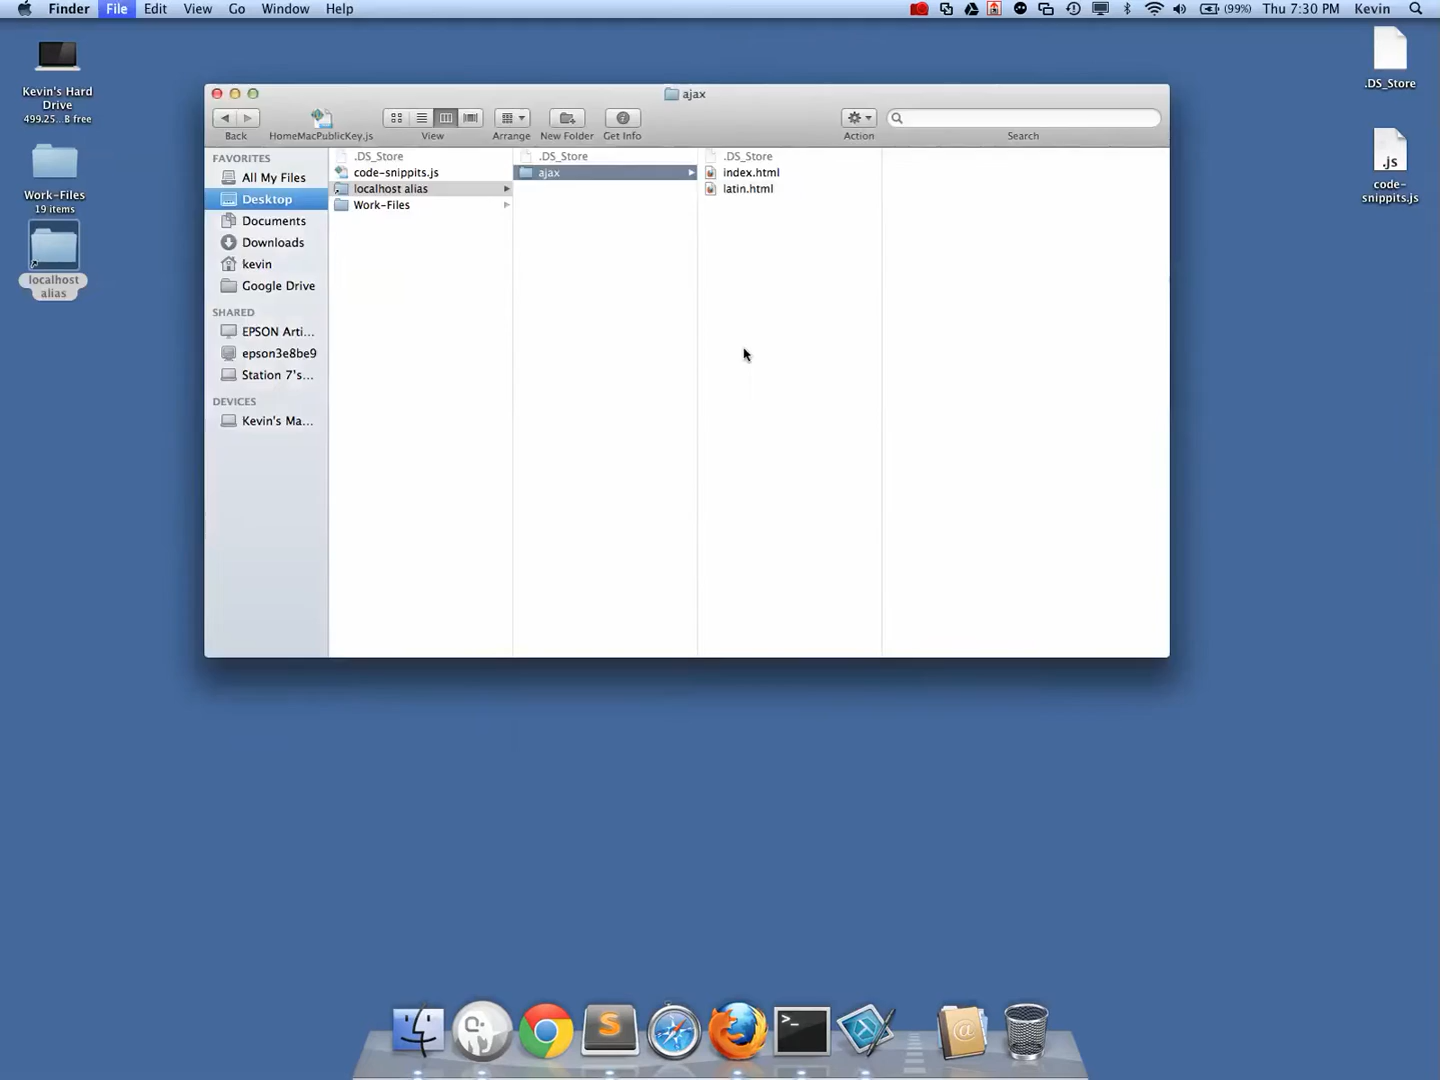 Finder File Edit View Go Window Help (99%) Thu 7:30 PM Kevin
Kevin's Hard
Drive
499.25...B free
Work-Files
19 items
localhost
alias
ajax
Back HomeMacPublicKey.js View Arrange New Folder Get Info Action Search
FAVORITES
All My Files
Desktop
Documents
Downloads
kevin
Google Drive
SHARED
EPSON Arti...
epson3e8be9
Station 7's...
DEVICES
Kevin's Ma...
.DS_Store
code-snippits.js
localhost alias
Work-Files
.DS_Store
ajax
.DS_Store
index.html
latin.html
.DS_Store
.js
code-
snippits.js
S
>_
@